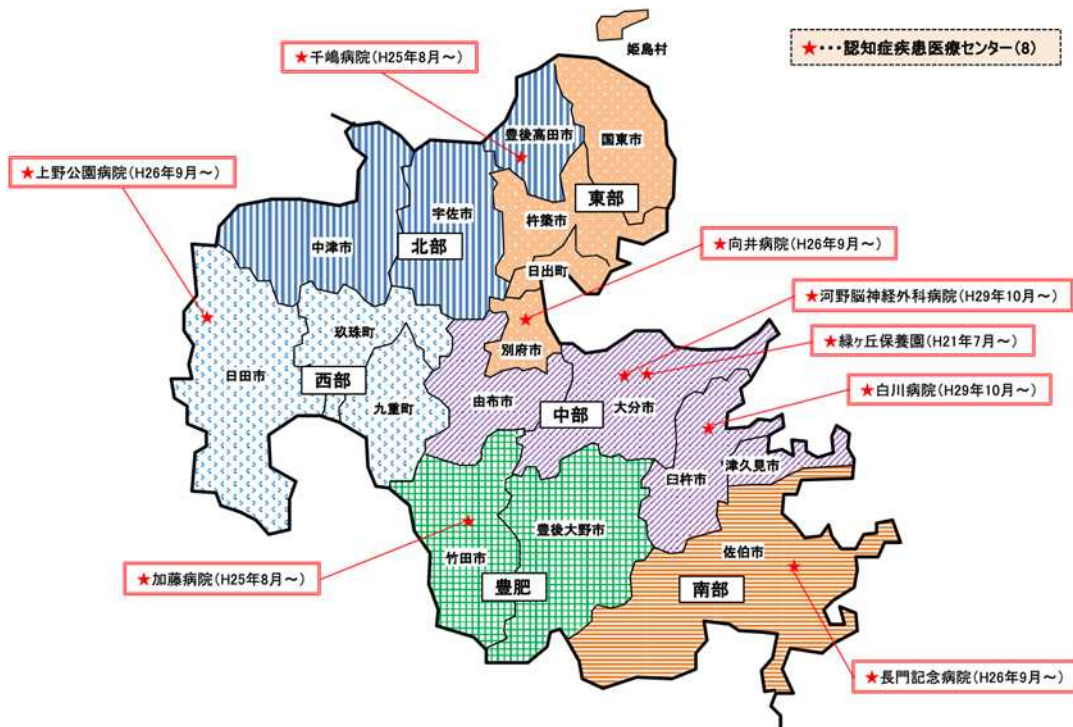 姫島村
★・・・認知症疾患医療センター(8)
★千嶋病院(H25年8月～)
豊後高田市
国東市
★上野公園病院(H26年9月～)
東部
宇佐市
杵築市
中津市
北部
★向井病院(H26年9月～)
日出町
★河野脳神経外科病院(H29年10月～)
玖珠町
別府市
★緑ヶ丘保養園(H21年7月～)
日田市
西部
九重町
由布市
中部
大分市
★白川病院(H29年10月～)
津久見市
臼杵市
豊後大野市
竹田市
佐伯市
★加藤病院(H25年8月～)
豊肥
南部
★長門記念病院(H26年9月～)